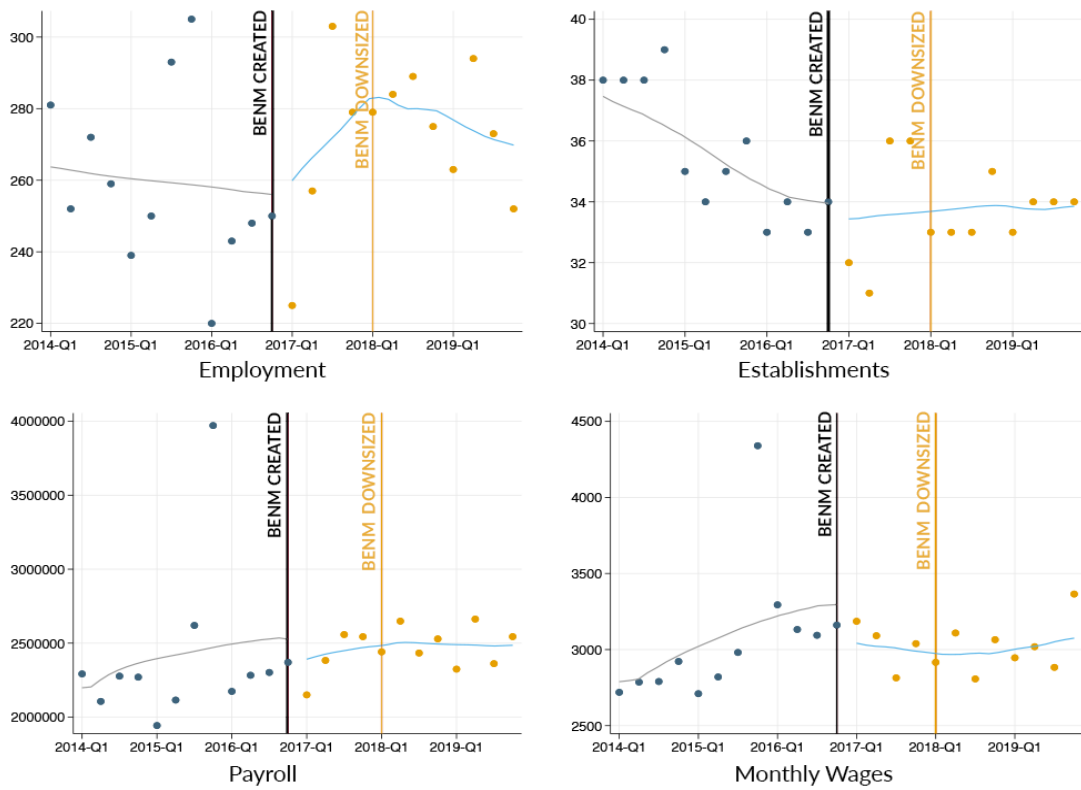 300
280
260
240
220
BENM CREATED
BENM DOWNSIZED
2014-Q1 2015-Q1 2016-Q1 2017-Q1 2018-Q1 2019-Q1
Employment
40
38
36
34
32
30
BENM CREATED
BENM DOWNSIZED
2014-Q1 2015-Q1 2016-Q1 2017-Q1 2018-Q1 2019-Q1
Establishments
4000000
3500000
3000000
2500000
2000000
BENM CREATED
BENM DOWNSIZED
2014-Q1 2015-Q1 2016-Q1 2017-Q1 2018-Q1 2019-Q1
Payroll
4500
4000
3500
3000
2500
BENM CREATED
BENM DOWNSIZED
2014-Q1 2015-Q1 2016-Q1 2017-Q1 2018-Q1 2019-Q1
Monthly Wages